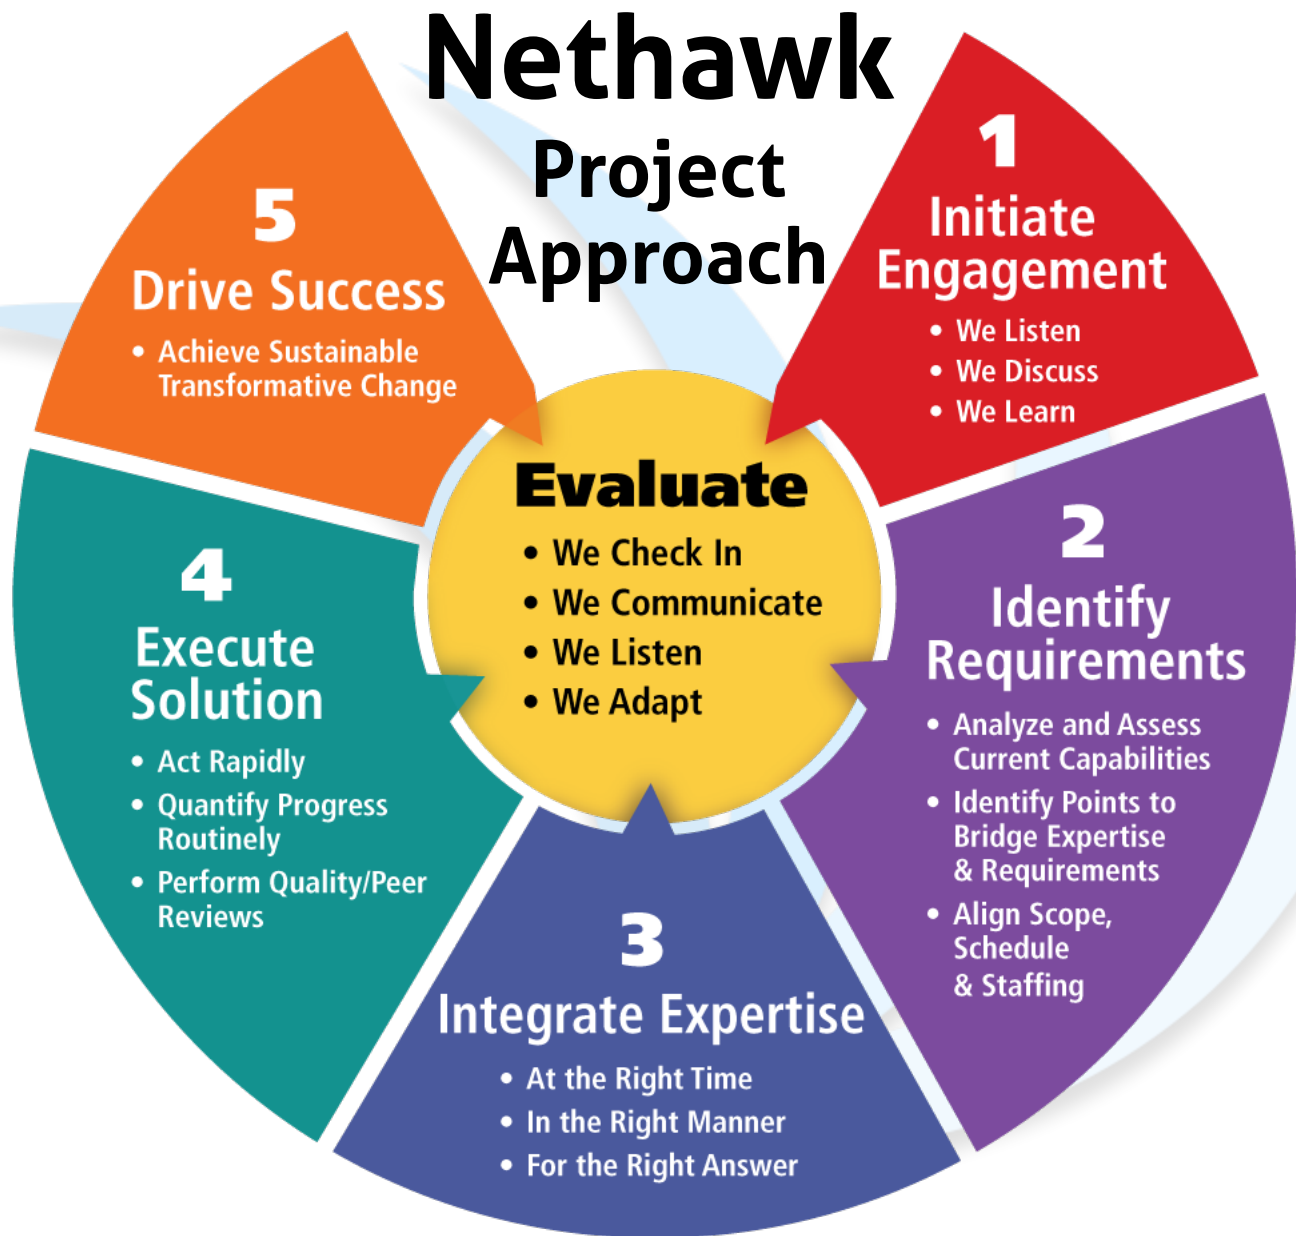 Nethawk
Project
Approach
1
Initiate
Engagement
• We Listen
• We Discuss
• We Learn
2
Identify
Requirements
• Analyze and Assess
Current Capabilities
• Identify Points to
Bridge Expertise
& Requirements
• Align Scope,
Schedule
& Staffing
3
Integrate Expertise
• At the Right Time
• In the Right Manner
• For the Right Answer
4
Execute
Solution
• Act Rapidly
• Quantify Progress
Routinely
• Perform Quality/Peer
Reviews
5
Drive Success
• Achieve Sustainable
Transformative Change
Evaluate
• We Check In
• We Communicate
• We Listen
• We Adapt